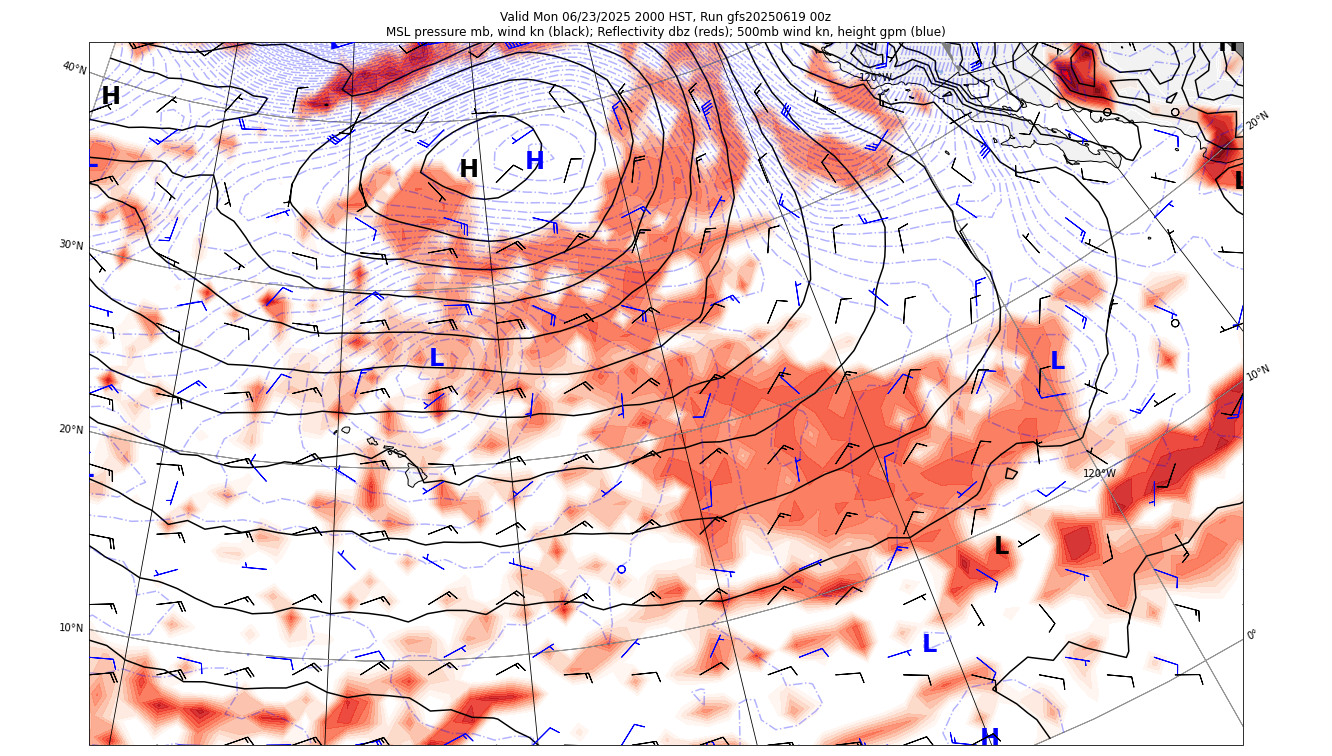 Valid Mon 06/23/2025 2000 HST, Run gfs20250619 00z
MSL pressure mb, wind kn (black); Reflectivity dbz (reds); 500mb wind kn, height gpm (blue)
H
40°N
120°W
H
20°N
H
H
L
30°N
L
L
10°N
20°N
120°W
L
10°N
0°
L
H